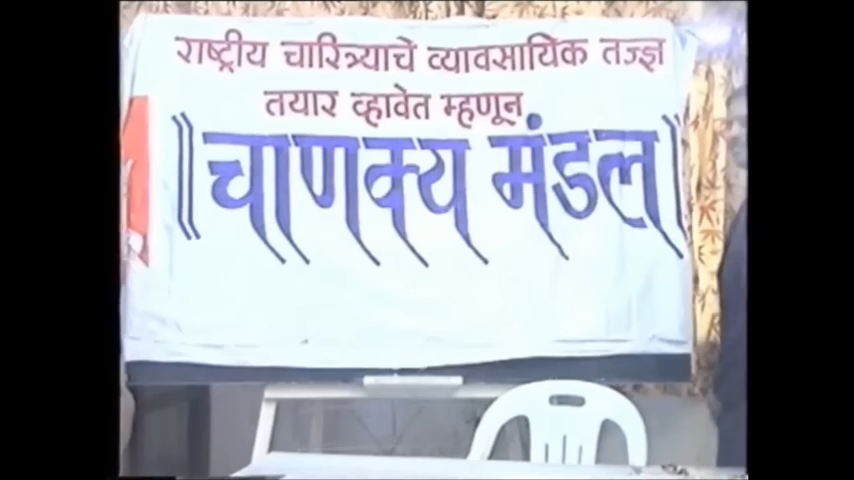 राष्ट्रीय चारित्र्याचे व्यावसायिक तज्ज्ञ
तयार व्हावेत म्हणून
॥ चाणक्य मंडल ॥